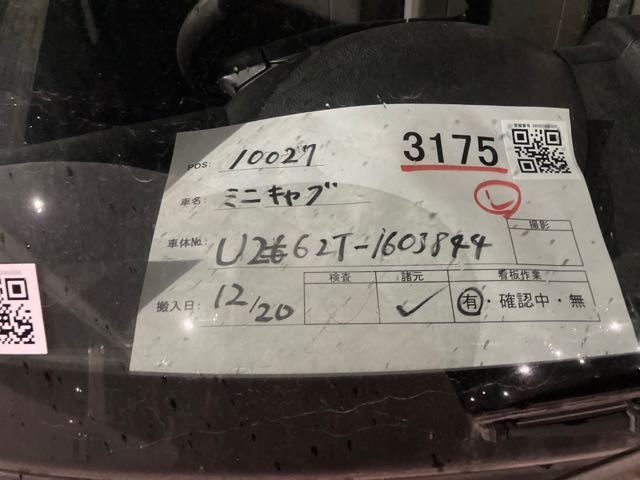 POS: 10027
3175
車名: ミニキャブ
レ
車体No.: U62T-1603844
撮影
搬入日: 12/20
検査 諸元 看板作業
✓ 有・確認中・無